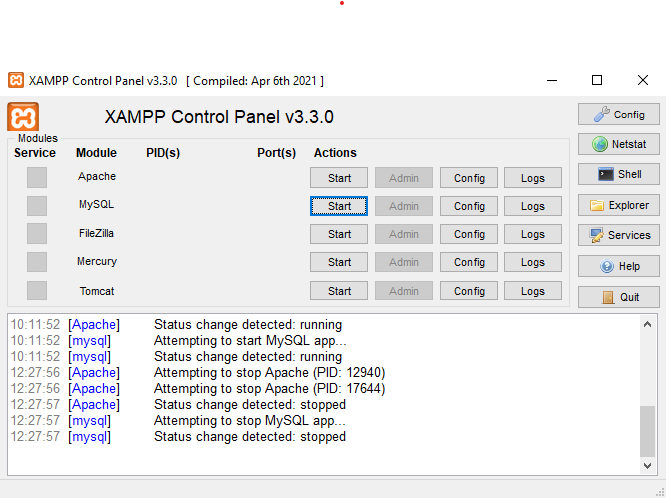 XAMPP Control Panel v3.3.0 [ Compiled: Apr 6th 2021 ]
XAMPP Control Panel v3.3.0
Config
Modules
Service Module PID(s) Port(s) Actions
Netstat
Apache Start Admin Config Logs
Shell
MySQL Start Admin Config Logs
Explorer
FileZilla Start Admin Config Logs
Services
Mercury Start Admin Config Logs
Help
Tomcat Start Admin Config Logs
Quit
10:11:52 [Apache] Status change detected: running
10:11:52 [mysql] Attempting to start MySQL app...
10:11:52 [mysql] Status change detected: running
12:27:56 [Apache] Attempting to stop Apache (PID: 12940)
12:27:56 [Apache] Attempting to stop Apache (PID: 17644)
12:27:57 [Apache] Status change detected: stopped
12:27:57 [mysql] Attempting to stop MySQL app...
12:27:57 [mysql] Status change detected: stopped